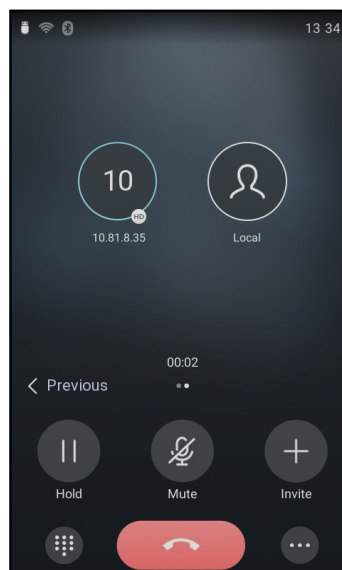 13 34
10
HD
10.81.8.35 Local
00:02
Previous
Hold Mute Invite